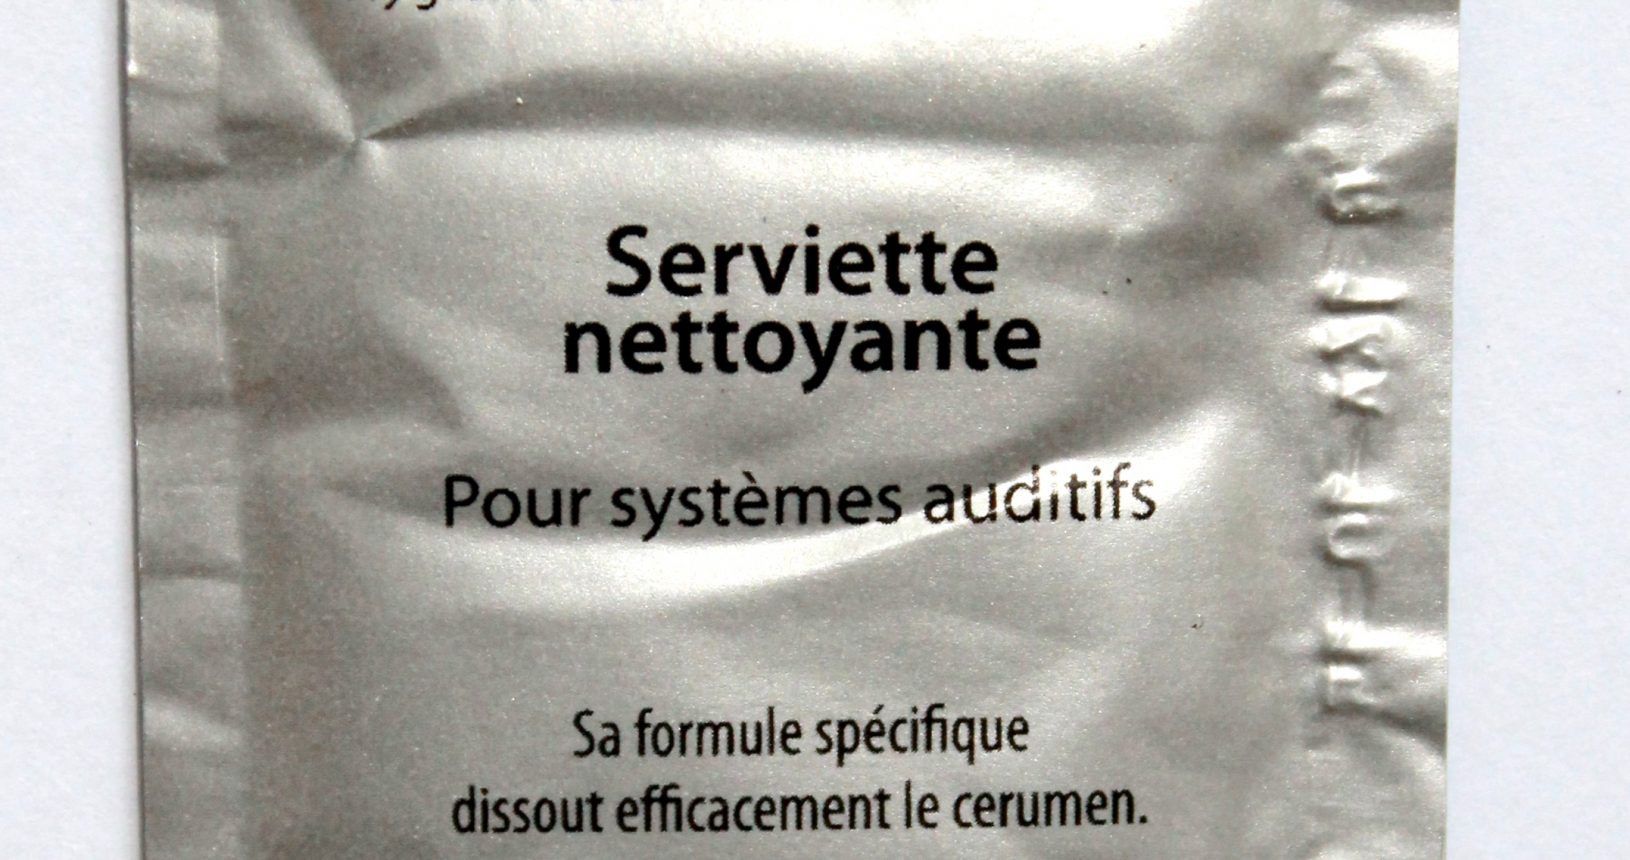 Serviette
nettoyante
Pour systèmes auditifs
Sa formule spécifique
dissout efficacement le cerumen.